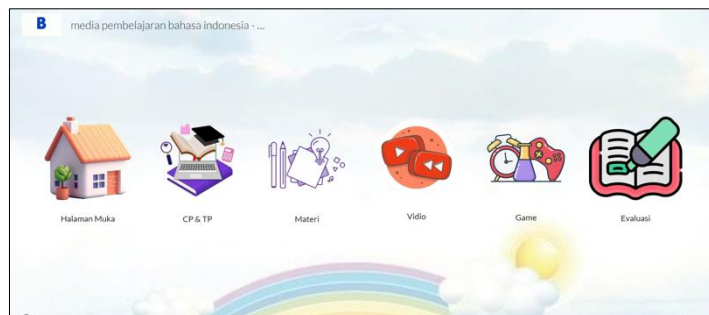 B media pembelajaran bahasa indonesia - ...
Halaman Muka CP & TP Materi Vidio Game Evaluasi